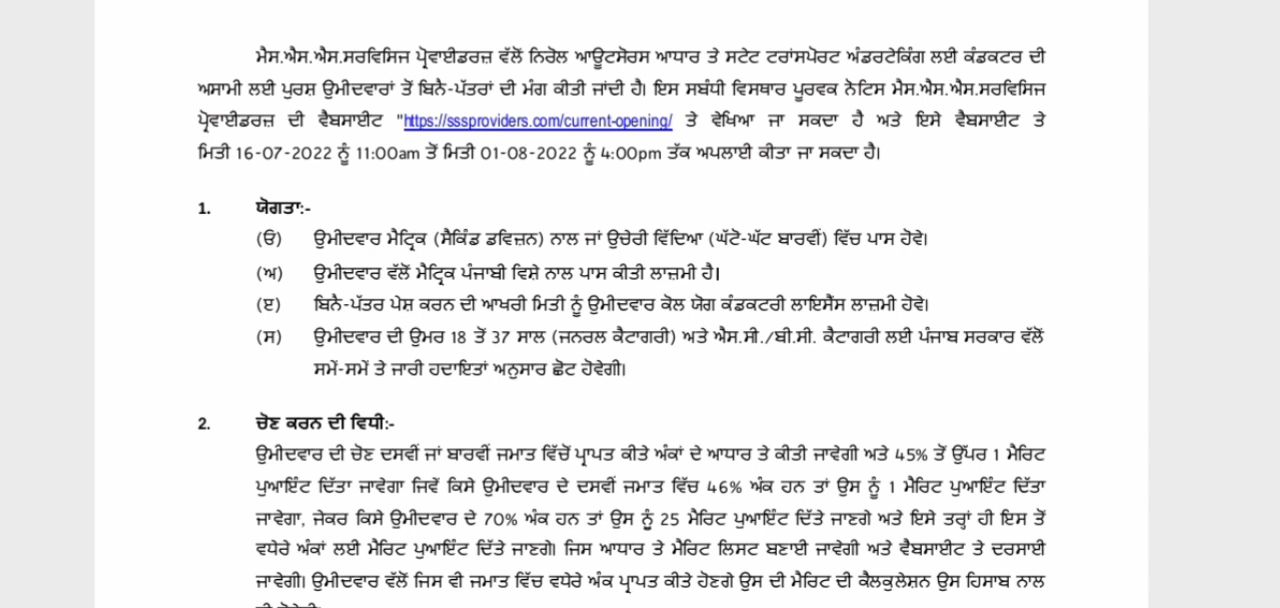 ਮੈਸ.ਐਸ.ਐਸ.ਸਰਵਿਸਿਜ ਪ੍ਰੋਵਾਈਡਰਜ਼ ਵੱਲੋਂ ਨਿਰੋਲ ਆਊਟਸੋਰਸ ਆਧਾਰ ਤੇ ਸਟੇਟ ਟਰਾਂਸਪੋਰਟ ਅੰਡਰਟੇਕਿੰਗ ਲਈ ਕੰਡਕਟਰ ਦੀ
ਅਸਾਮੀ ਲਈ ਪੁਰਸ਼ ਉਮੀਦਵਾਰਾਂ ਤੋਂ ਬਿਨੈ-ਪੱਤਰਾਂ ਦੀ ਮੰਗ ਕੀਤੀ ਜਾਂਦੀ ਹੈ। ਇਸ ਸਬੰਧੀ ਵਿਸਥਾਰ ਪੂਰਵਕ ਨੋਟਿਸ ਮੈਸ.ਐਸ.ਐਸ.ਸਰਵਿਸਿਜ
ਪ੍ਰੋਵਾਈਡਰਜ਼ ਦੀ ਵੈਬਸਾਈਟ "https://sssproviders.com/current-opening/ ਤੇ ਵੇਖਿਆ ਜਾ ਸਕਦਾ ਹੈ ਅਤੇ ਇਸੇ ਵੈਬਸਾਈਟ ਤੇ
ਮਿਤੀ 16-07-2022 ਨੂੰ 11:00am ਤੋਂ ਮਿਤੀ 01-08-2022 ਨੂੰ 4:00pm ਤੱਕ ਅਪਲਾਈ ਕੀਤਾ ਜਾ ਸਕਦਾ ਹੈ।
1. ਯੋਗਤਾ:-
(ੳ) ਉਮੀਦਵਾਰ ਮੈਟ੍ਰਿਕ (ਸੈਕਿੰਡ ਡਵਿਜ਼ਨ) ਨਾਲ ਜਾਂ ਉਚੇਰੀ ਵਿੱਦਿਆ (ਘੱਟੋ-ਘੱਟ ਬਾਰਵੀਂ) ਵਿੱਚ ਪਾਸ ਹੋਵੇ।
(ਅ) ਉਮੀਦਵਾਰ ਵੱਲੋਂ ਮੈਟ੍ਰਿਕ ਪੰਜਾਬੀ ਵਿਸ਼ੇ ਨਾਲ ਪਾਸ ਕੀਤੀ ਲਾਜ਼ਮੀ ਹੈ।
(ੲ) ਬਿਨੈ-ਪੱਤਰ ਪੇਸ਼ ਕਰਨ ਦੀ ਆਖਰੀ ਮਿਤੀ ਨੂੰ ਉਮੀਦਵਾਰ ਕੋਲ ਯੋਗ ਕੰਡਕਟਰੀ ਲਾਇਸੈਂਸ ਲਾਜ਼ਮੀ ਹੋਵੇ।
(ਸ) ਉਮੀਦਵਾਰ ਦੀ ਉਮਰ 18 ਤੋਂ 37 ਸਾਲ (ਜਨਰਲ ਕੈਟਾਗਰੀ) ਅਤੇ ਐਸ.ਸੀ./ਬੀ.ਸੀ. ਕੈਟਾਗਰੀ ਲਈ ਪੰਜਾਬ ਸਰਕਾਰ ਵੱਲੋਂ
ਸਮੇਂ-ਸਮੇਂ ਤੇ ਜਾਰੀ ਹਦਾਇਤਾਂ ਅਨੁਸਾਰ ਛੋਟ ਹੋਵੇਗੀ।
2. ਚੋਣ ਕਰਨ ਦੀ ਵਿਧੀ:-
ਉਮੀਦਵਾਰ ਦੀ ਚੋਣ ਦਸਵੀਂ ਜਾਂ ਬਾਰਵੀਂ ਜਮਾਤ ਵਿੱਚੋਂ ਪ੍ਰਾਪਤ ਕੀਤੇ ਅੰਕਾਂ ਦੇ ਆਧਾਰ ਤੇ ਕੀਤੀ ਜਾਵੇਗੀ ਅਤੇ 45% ਤੋਂ ਉੱਪਰ 1 ਮੈਰਿਟ
ਪੁਆਇੰਟ ਦਿੱਤਾ ਜਾਵੇਗਾ ਜਿਵੇਂ ਕਿਸੇ ਉਮੀਦਵਾਰ ਦੇ ਦਸਵੀਂ ਜਮਾਤ ਵਿੱਚ 46% ਅੰਕ ਹਨ ਤਾਂ ਉਸ ਨੂੰ 1 ਮੈਰਿਟ ਪੁਆਇੰਟ ਦਿੱਤਾ
ਜਾਵੇਗਾ, ਜੇਕਰ ਕਿਸੇ ਉਮੀਦਵਾਰ ਦੇ 70% ਅੰਕ ਹਨ ਤਾਂ ਉਸ ਨੂੰ 25 ਮੈਰਿਟ ਪੁਆਇੰਟ ਦਿੱਤੇ ਜਾਣਗੇ ਅਤੇ ਇਸੇ ਤਰ੍ਹਾਂ ਹੀ ਇਸ ਤੋਂ
ਵਧੇਰੇ ਅੰਕਾਂ ਲਈ ਮੈਰਿਟ ਪੁਆਇੰਟ ਦਿੱਤੇ ਜਾਣਗੇ। ਜਿਸ ਆਧਾਰ ਤੇ ਮੈਰਿਟ ਲਿਸਟ ਬਣਾਈ ਜਾਵੇਗੀ ਅਤੇ ਵੈਬਸਾਈਟ ਤੇ ਦਰਸਾਈ
ਜਾਵੇਗੀ। ਉਮੀਦਵਾਰ ਵੱਲੋਂ ਜਿਸ ਵੀ ਜਮਾਤ ਵਿੱਚ ਵਧੇਰੇ ਅੰਕ ਪ੍ਰਾਪਤ ਕੀਤੇ ਹੋਣਗੇ ਉਸ ਦੀ ਮੈਰਿਟ ਦੀ ਕੈਲਕੁਲੇਸ਼ਨ ਉਸ ਹਿਸਾਬ ਨਾਲ